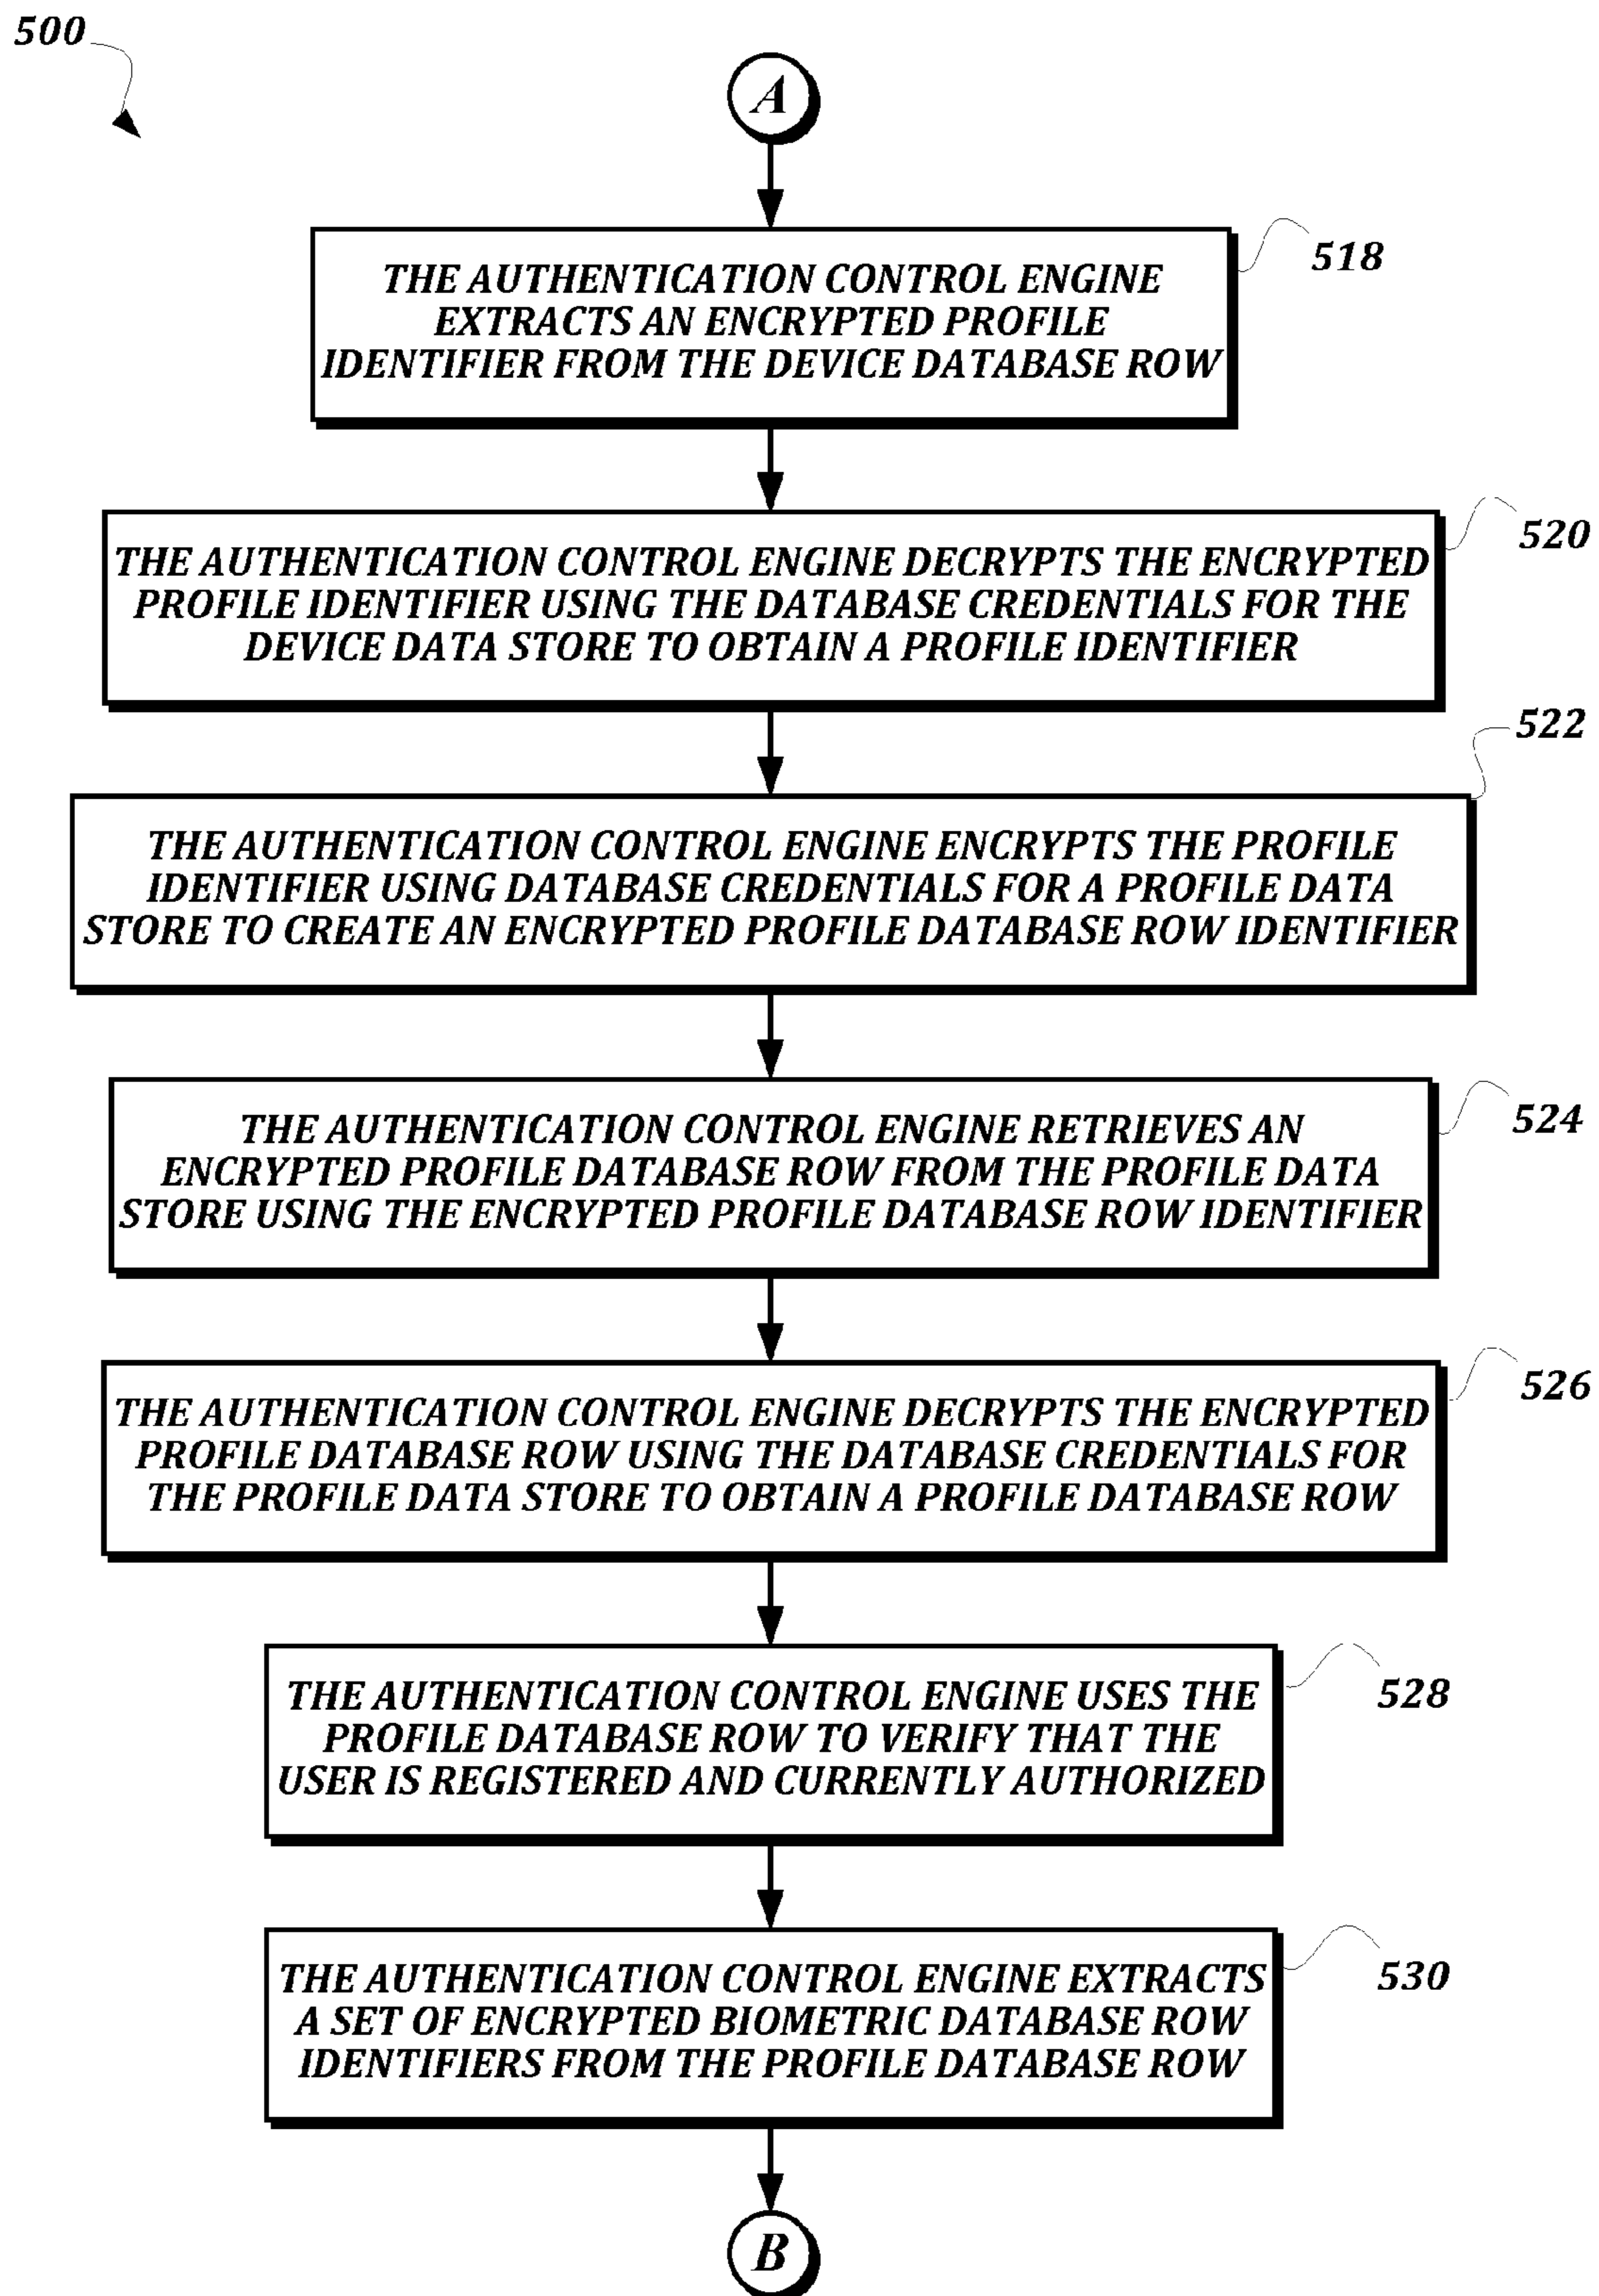 500
A
THE AUTHENTICATION CONTROL ENGINE
EXTRACTS AN ENCRYPTED PROFILE
IDENTIFIER FROM THE DEVICE DATABASE ROW
518
THE AUTHENTICATION CONTROL ENGINE DECRYPTS THE ENCRYPTED
PROFILE IDENTIFIER USING THE DATABASE CREDENTIALS FOR THE
DEVICE DATA STORE TO OBTAIN A PROFILE IDENTIFIER
520
THE AUTHENTICATION CONTROL ENGINE ENCRYPTS THE PROFILE
IDENTIFIER USING DATABASE CREDENTIALS FOR A PROFILE DATA
STORE TO CREATE AN ENCRYPTED PROFILE DATABASE ROW IDENTIFIER
522
THE AUTHENTICATION CONTROL ENGINE RETRIEVES AN
ENCRYPTED PROFILE DATABASE ROW FROM THE PROFILE DATA
STORE USING THE ENCRYPTED PROFILE DATABASE ROW IDENTIFIER
524
THE AUTHENTICATION CONTROL ENGINE DECRYPTS THE ENCRYPTED
PROFILE DATABASE ROW USING THE DATABASE CREDENTIALS FOR
THE PROFILE DATA STORE TO OBTAIN A PROFILE DATABASE ROW
526
THE AUTHENTICATION CONTROL ENGINE USES THE
PROFILE DATABASE ROW TO VERIFY THAT THE
USER IS REGISTERED AND CURRENTLY AUTHORIZED
528
THE AUTHENTICATION CONTROL ENGINE EXTRACTS
A SET OF ENCRYPTED BIOMETRIC DATABASE ROW
IDENTIFIERS FROM THE PROFILE DATABASE ROW
530
B